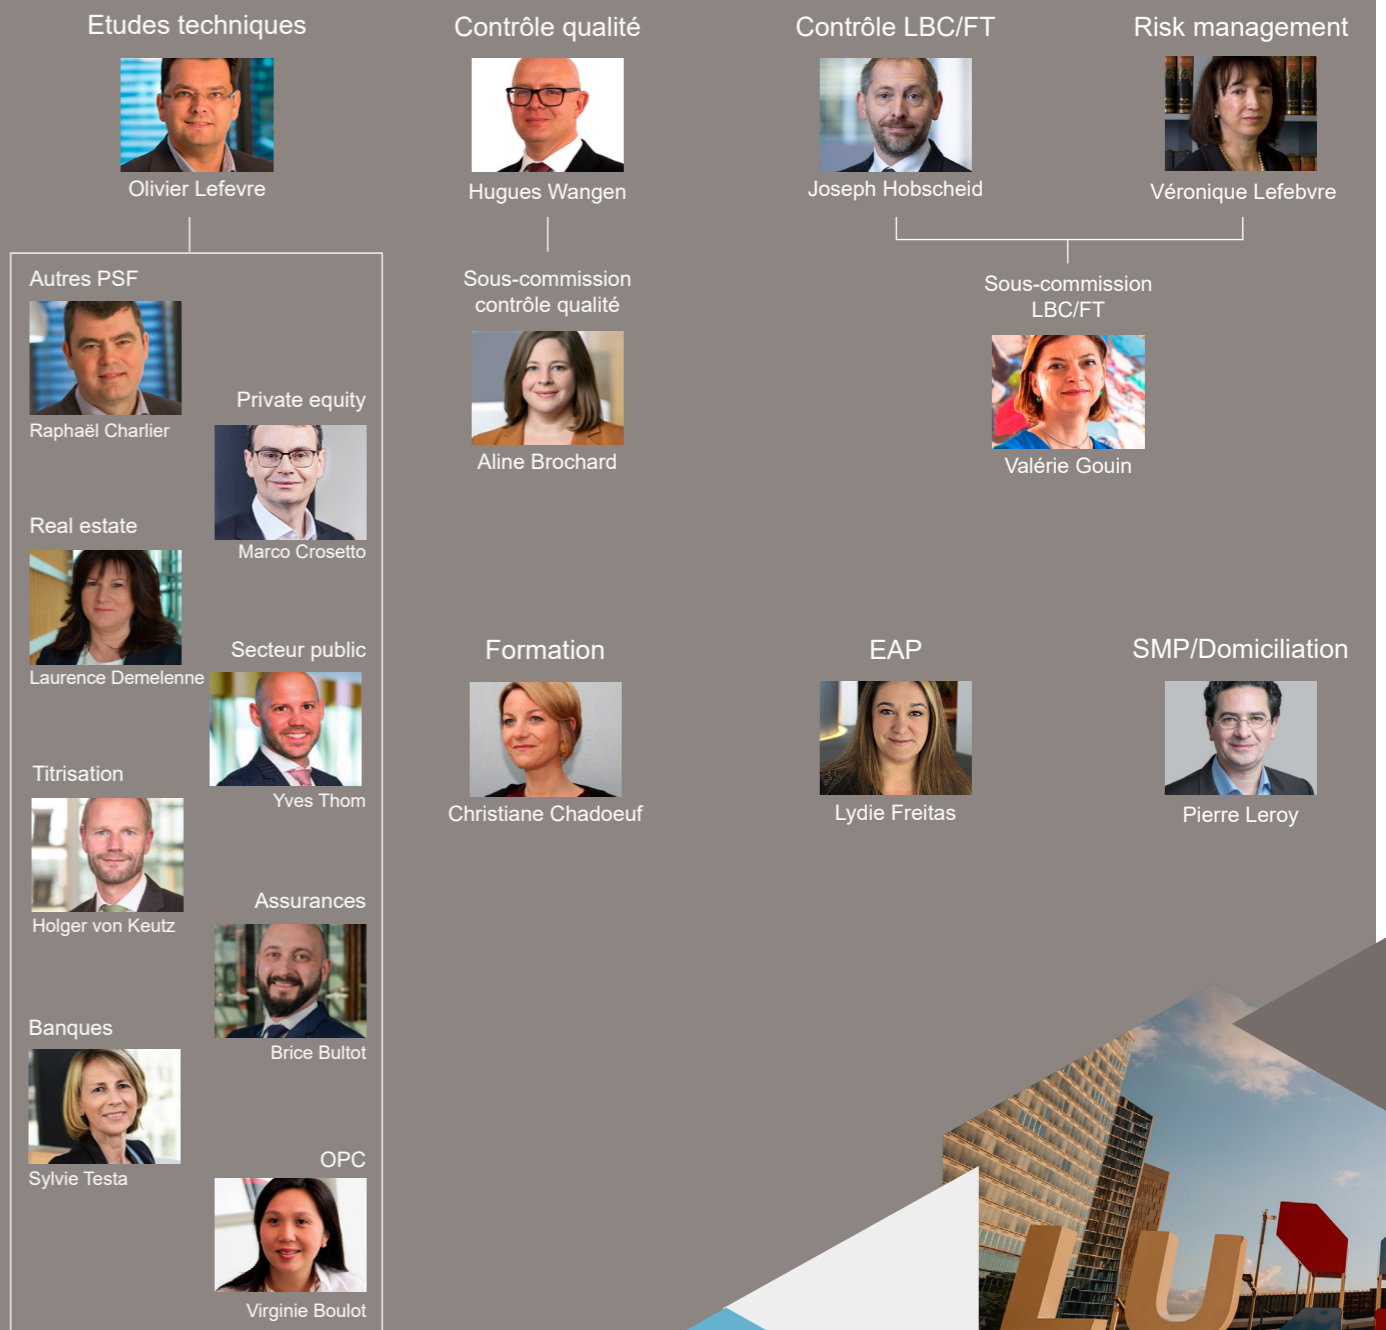 Etudes techniques
Olivier Lefevre
Contrôle qualité
Hugues Wangen
Contrôle LBC/FT
Joseph Hobscheid
Risk management
Véronique Lefebvre
Autres PSF
Raphaël Charlier
Private equity
Marco Crosetto
Real estate
Laurence Demelenne
Secteur public
Yves Thom
Titrisation
Holger von Keutz
Assurances
Brice Bultot
Banques
Sylvie Testa
OPC
Virginie Boulot
Sous-commission
contrôle qualité
Aline Brochard
Sous-commission
LBC/FT
Valérie Gouin
Formation
Christiane Chadoeuf
EAP
Lydie Freitas
SMP/Domiciliation
Pierre Leroy
LU